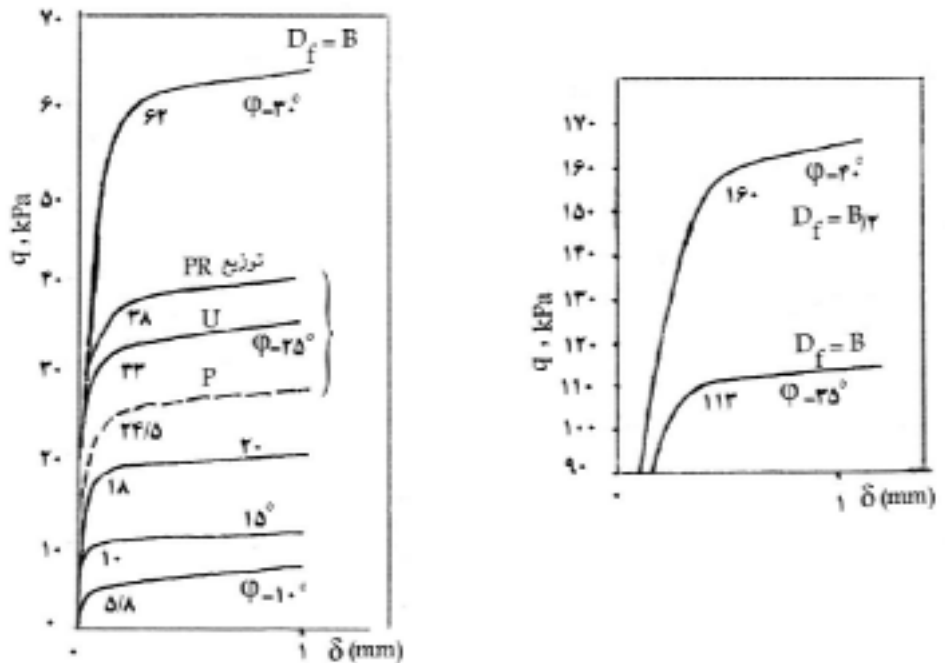 ۷۰
D_f = B
۶۰
φ=۳۰°
۶۲
۵۰
q , kPa
۴۰
توزیع PR
۳۸
U
φ=۲۵°
۳۳
۳۰
P
۲۴/۵
۲۰
۲۰
۱۸
۱۵°
۱۰
۱۰
φ=۱۰°
۵/۸
۰
۰
۱
δ (mm)
۱۷۰
φ=۴۰°
۱۶۰
۱۶۰
D_f = B/۲
۱۵۰
۱۴۰
q , kPa
۱۳۰
۱۲۰
D_f = B
۱۱۰
φ=۳۵°
۱۱۳
۱۰۰
۹۰
۰
۱
δ (mm)